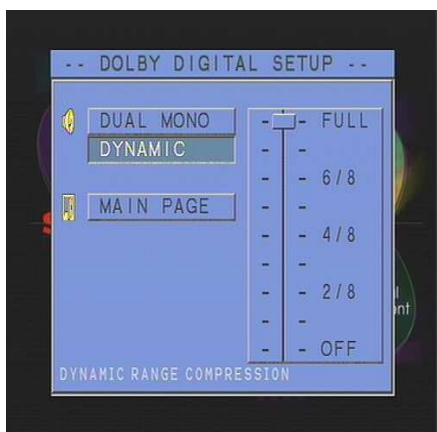 -- DOLBY DIGITAL SETUP --
DUAL MONO
DYNAMIC
MAIN PAGE
FULL
6/8
4/8
2/8
OFF
DYNAMIC RANGE COMPRESSION